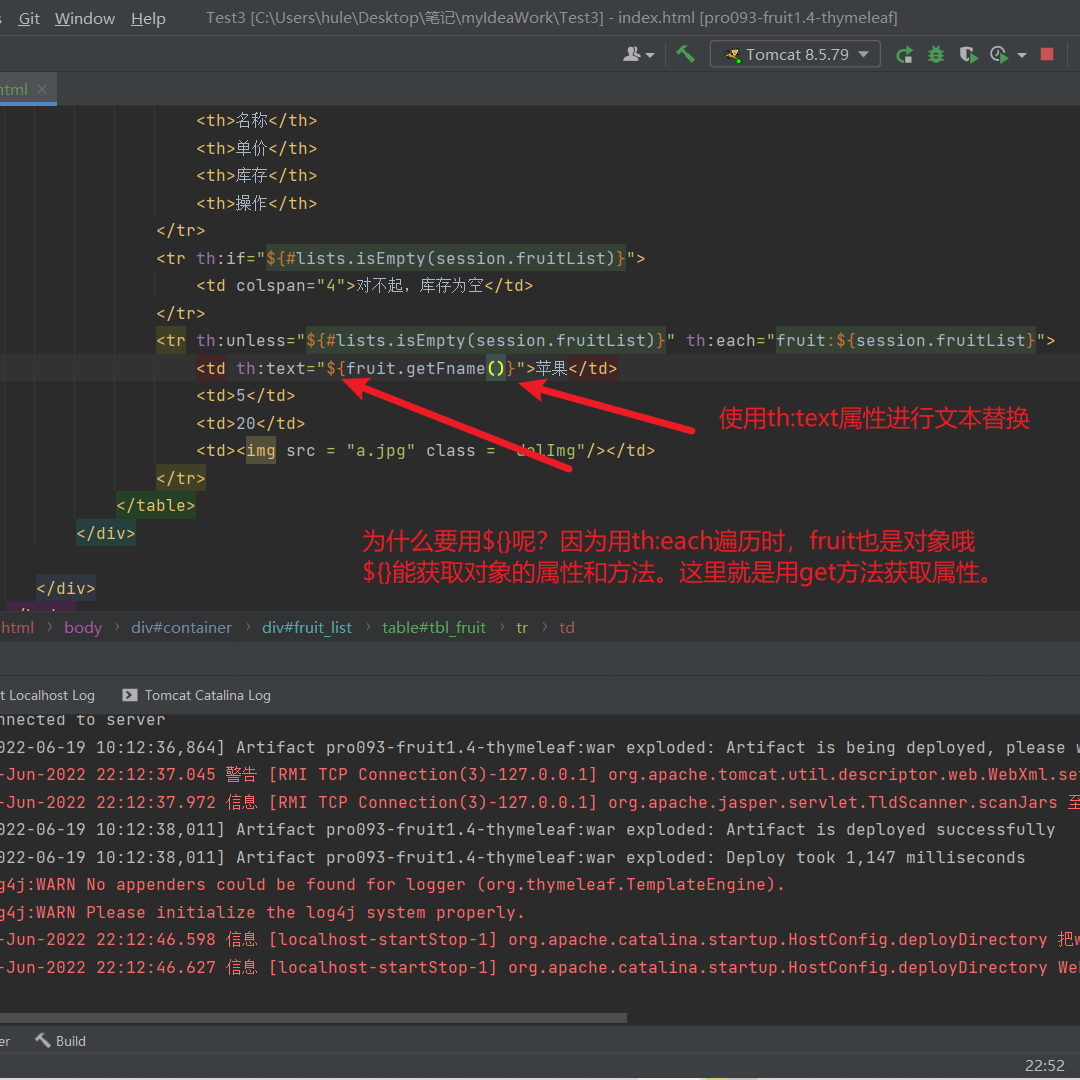 Git Window Help Test3 [C:\Users\hule\Desktop\笔记\myIdeaWork\Test3] - index.html [pro093-fruit1.4-thymeleaf]
Tomcat 8.5.79
html
<th>名称</th>
<th>单价</th>
<th>库存</th>
<th>操作</th>
</tr>
<tr th:if="${#lists.isEmpty(session.fruitList)}">
<td colspan="4">对不起，库存为空</td>
</tr>
<tr th:unless="${#lists.isEmpty(session.fruitList)}" th:each="fruit:${session.fruitList}">
<td th:text="${fruit.getFname()}">苹果</td>
<td>5</td>
使用th:text属性进行文本替换
<td>20</td>
<td><img src = "a.jpg" class = delImg"/></td>
</tr>
</table>
</div>
为什么要用${}呢？因为用th:each遍历时，fruit也是对象哦
${}能获取对象的属性和方法。这里就是用get方法获取属性。
</div>
html › body › div#container › div#fruit_list › table#tbl_fruit › tr › td
t Localhost Log Tomcat Catalina Log
nnected to server
022-06-19 10:12:36,864] Artifact pro093-fruit1.4-thymeleaf:war exploded: Artifact is being deployed, please w
-Jun-2022 22:12:37.045 警告 [RMI TCP Connection(3)-127.0.0.1] org.apache.tomcat.util.descriptor.web.WebXml.set
-Jun-2022 22:12:37.972 信息 [RMI TCP Connection(3)-127.0.0.1] org.apache.jasper.servlet.TldScanner.scanJars 至
022-06-19 10:12:38,011] Artifact pro093-fruit1.4-thymeleaf:war exploded: Artifact is deployed successfully
022-06-19 10:12:38,011] Artifact pro093-fruit1.4-thymeleaf:war exploded: Deploy took 1,147 milliseconds
g4j:WARN No appenders could be found for logger (org.thymeleaf.TemplateEngine).
g4j:WARN Please initialize the log4j system properly.
-Jun-2022 22:12:46.598 信息 [localhost-startStop-1] org.apache.catalina.startup.HostConfig.deployDirectory 把w
-Jun-2022 22:12:46.627 信息 [localhost-startStop-1] org.apache.catalina.startup.HostConfig.deployDirectory Web
er Build
22:52